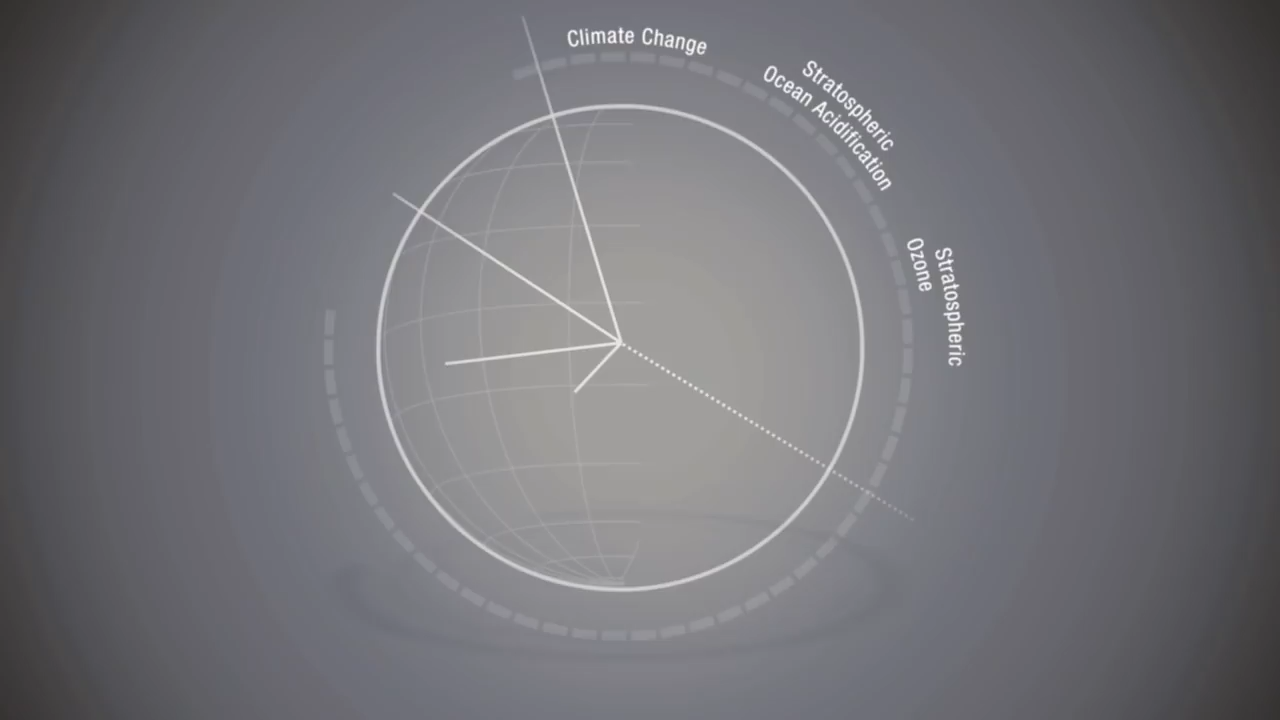 Climate Change
Stratospheric
Ocean Acidification
Stratospheric
Ozone